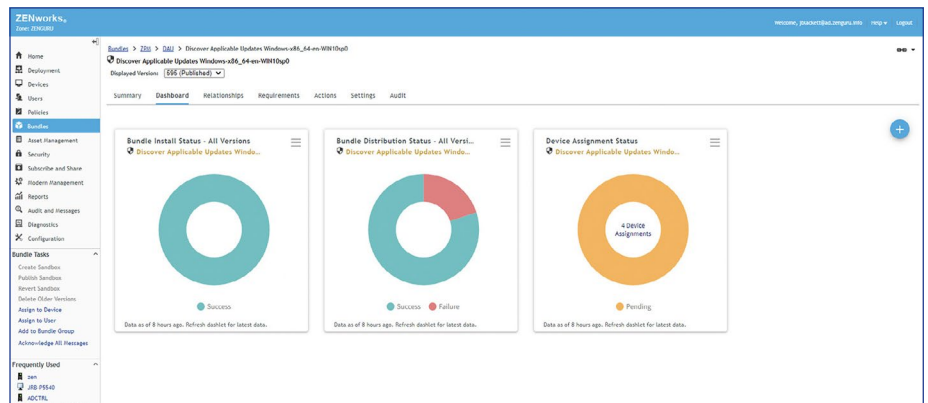 ZENworks®
Zone: ZENGURU
Welcome, jblackett@ad.zenguru.info Help Logout
Home
Deployment
Devices
Users
Policies
Bundles
Asset Management
Security
Subscribe and Share
Modern Management
Reports
Audit and Messages
Diagnostics
Configuration
Bundle Tasks
Create Sandbox
Publish Sandbox
Revert Sandbox
Delete Older Versions
Assign to Device
Assign to User
Add to Bundle Group
Acknowledge All Messages
Frequently Used
zen
JRB-P5540
ADCTRL
Bundles > ZPM > DAU > Discover Applicable Updates Windows-x86_64-en-WIN10sp0
Discover Applicable Updates Windows-x86_64-en-WIN10sp0
Displayed Version: 696 (Published)
Summary Dashboard Relationships Requirements Actions Settings Audit
Bundle Install Status - All Versions
Discover Applicable Updates Windo...
Success
Data as of 8 hours ago. Refresh dashlet for latest data.
Bundle Distribution Status - All Versi...
Discover Applicable Updates Windo...
Success Failure
Data as of 8 hours ago. Refresh dashlet for latest data.
Device Assignment Status
Discover Applicable Updates Windo...
4 Device
Assignments
Pending
Data as of 8 hours ago. Refresh dashlet for latest data.